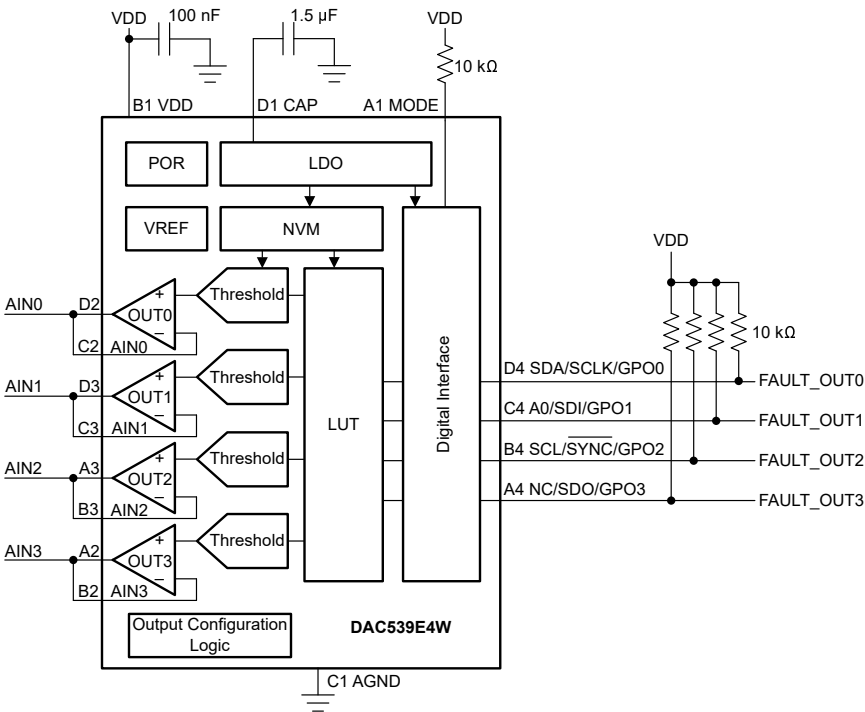 VDD
100 nF
1.5 µF
VDD
10 kΩ
B1 VDD
D1 CAP
A1 MODE
POR
LDO
VREF
NVM
VDD
AIN0
D2
+
OUT0
–
C2 AIN0
Threshold
10 kΩ
D4 SDA/SCLK/GPO0
FAULT_OUT0
AIN1
D3
+
OUT1
–
C3 AIN1
Threshold
LUT
Digital Interface
C4 A0/SDI/GPO1
FAULT_OUT1
AIN2
A3
+
OUT2
–
B3 AIN2
Threshold
B4 SCL/SYNC/GPO2
FAULT_OUT2
A4 NC/SDO/GPO3
FAULT_OUT3
AIN3
A2
+
OUT3
–
B2 AIN3
Threshold
Output Configuration
Logic
DAC539E4W
C1 AGND